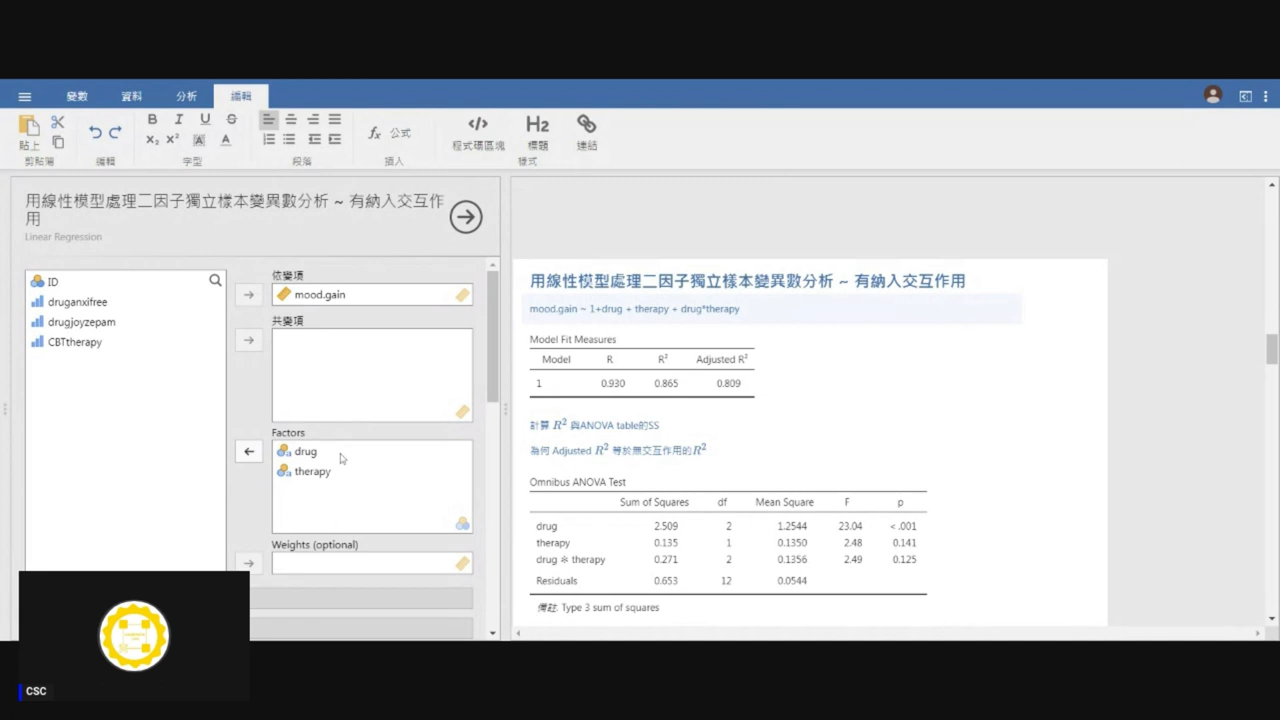 變數 資料 分析 編輯
B I U S
貼上 X₂ X² A A fx 公式 程式碼區塊 H2 標題 連結
剪貼簿 編輯 字型 段落 插入 樣式
用線性模型處理二因子獨立樣本變異數分析 ~ 有納入交互作
用
Linear Regression
ID
druganxifree
drugjoyzepam
CBTtherapy
依變項
mood.gain
共變項
Factors
drug
therapy
Weights (optional)
CSC
用線性模型處理二因子獨立樣本變異數分析 ~ 有納入交互作用
mood.gain ~ 1+drug + therapy + drug*therapy
Model Fit Measures
Model R R² Adjusted R²
1 0.930 0.865 0.809
計算 R² 與ANOVA table的SS
為何 Adjusted R² 等於無交互作用的R²
Omnibus ANOVA Test
Sum of Squares df Mean Square F p
drug 2.509 2 1.2544 23.04 < .001
therapy 0.135 1 0.1350 2.48 0.141
drug ✻ therapy 0.271 2 0.1356 2.49 0.125
Residuals 0.653 12 0.0544
備註. Type 3 sum of squares